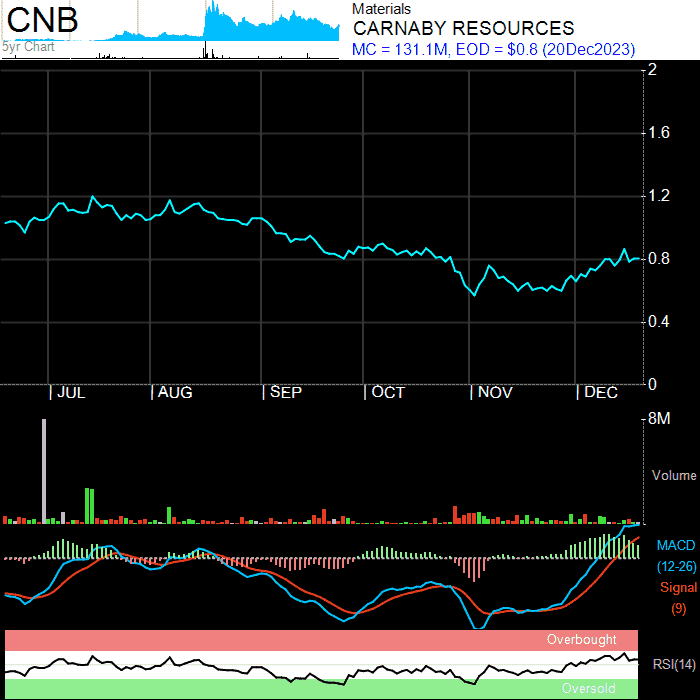 CNB
5yr Chart
Materials
CARNABY RESOURCES
MC = 131.1M, EOD = $0.8 (20Dec2023)
2
1.6
1.2
0.8
0.4
0
JUL
AUG
SEP
OCT
NOV
DEC
8M
Volume
MACD
(12-26)
Signal
(9)
Overbought
RSI(14)
Oversold